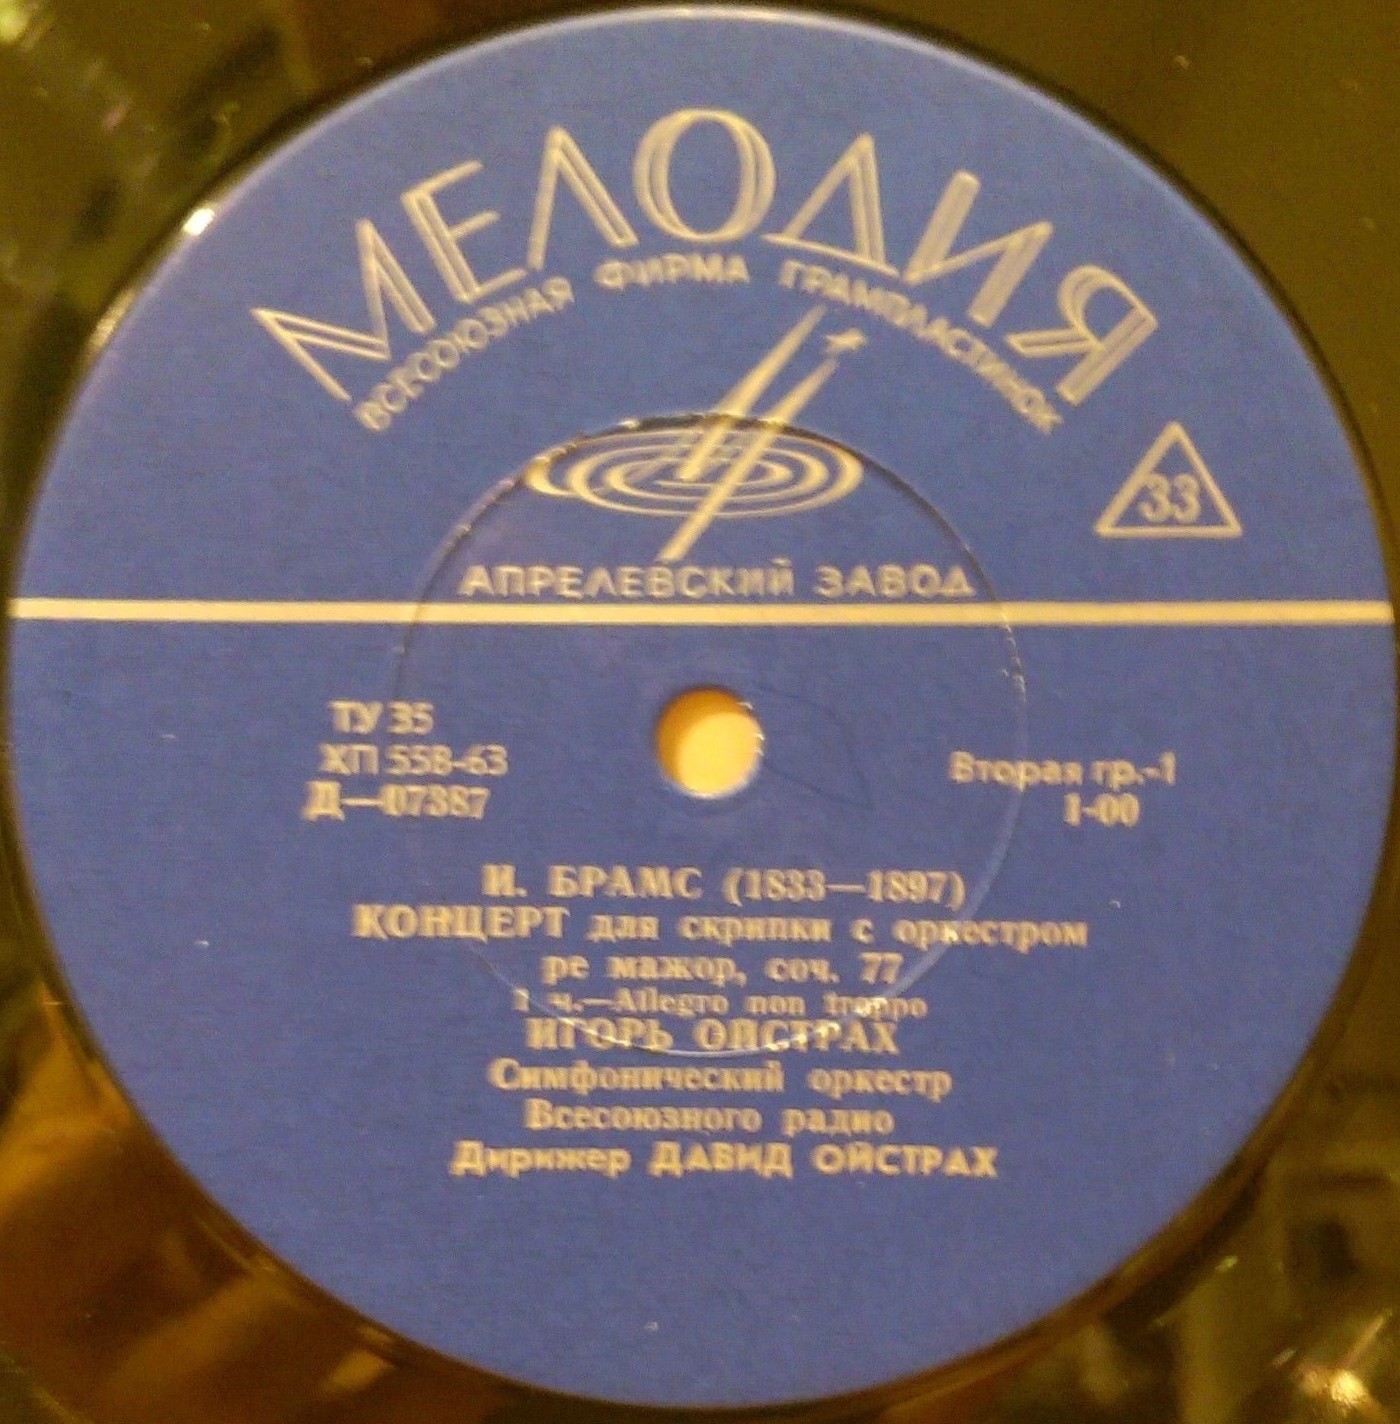 МЕЛОДИЯ
ВСЕСОЮЗНАЯ ФИРМА ГРАМПЛАСТИНОК
33
АПРЕЛЕВСКИЙ ЗАВОД
ТУ 35
ХП 558-63
Д—07387
Вторая гр.-1
1-00
И. БРАМС (1833—1897)
КОНЦЕРТ для скрипки с оркестром
ре мажор, соч. 77
1 ч.—Allegro non troppo
ИГОРЬ ОЙСТРАХ
Симфонический оркестр
Всесоюзного радио
Дирижер ДАВИД ОЙСТРАХ